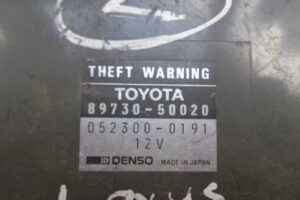 THEFT WARNING
TOYOTA
89730-50020
052300-0191
12V
DENSO MADE IN JAPAN